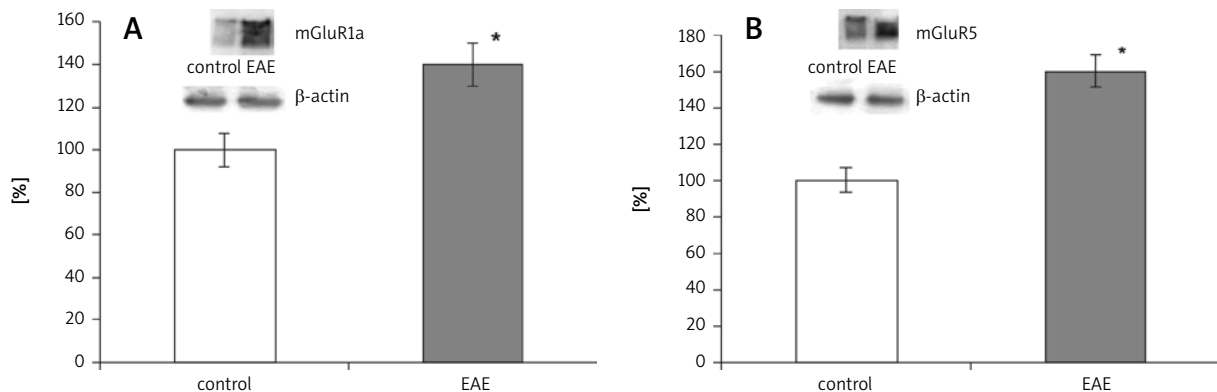 A
mGluR1a
control EAE
β-actin
*
[%]
160
140
120
100
80
60
40
20
0
control
EAE
B
mGluR5
control EAE
β-actin
*
[%]
180
160
140
120
100
80
60
40
20
0
control
EAE